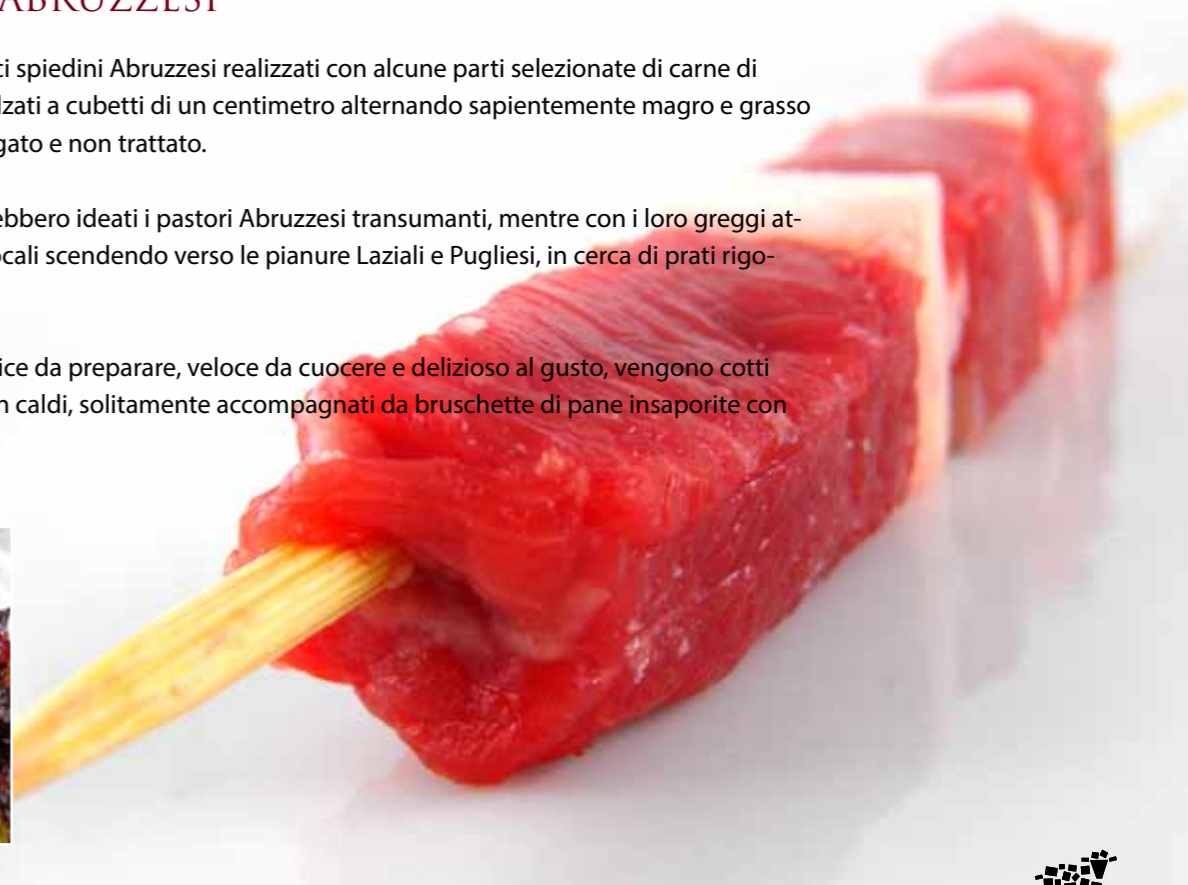 ABRUZZESI
ci spiedini Abruzzesi realizzati con alcune parti selezionate di carne di
lzati a cubetti di un centimetro alternando sapientemente magro e grasso
gato e non trattato.
ebbero ideati i pastori Abruzzesi transumanti, mentre con i loro greggi at-
ocali scendendo verso le pianure Laziali e Pugliesi, in cerca di prati rigo-
ice da preparare, veloce da cuocere e delizioso al gusto, vengono cotti
n caldi, solitamente accompagnati da bruschette di pane insaporite con